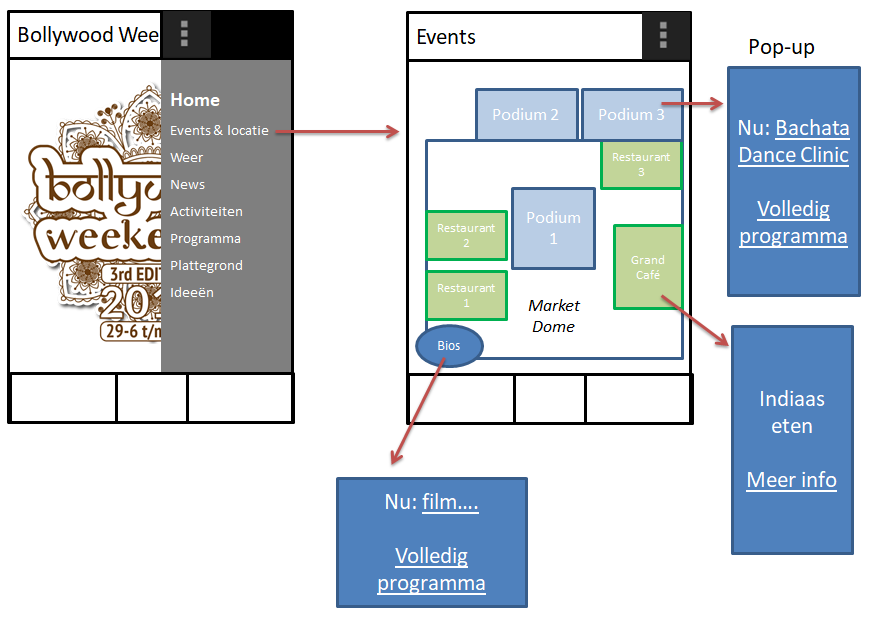 Bollywood Wee
Home
Events & locatie
Weer
News
Activiteiten
Programma
Plattegrond
Ideeën
bollyw
weeke
3rd EDIT
201
29-6 t/m
Events
Podium 2
Podium 3
Restaurant
3
Podium
1
Restaurant
2
Grand
Café
Restaurant
1
Market
Dome
Bios
Pop-up
Nu: Bachata
Dance Clinic
Volledig
programma
Indiaas
eten
Meer info
Nu: film....
Volledig
programma